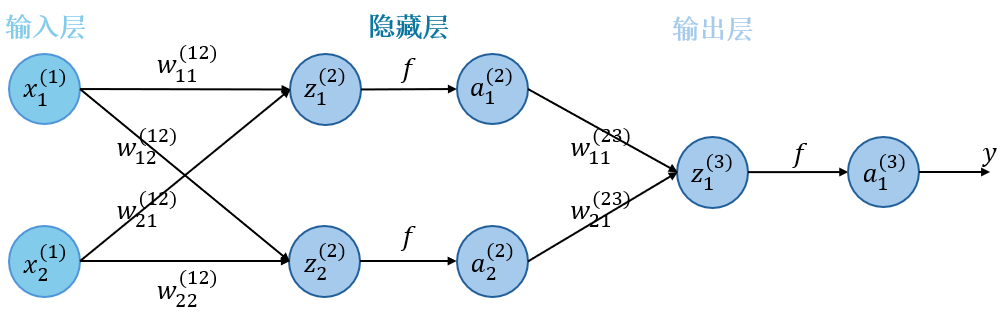 输入层 隐藏层 输出层
w_{11}^{(12)}
x_1^{(1)} z_1^{(2)} f a_1^{(2)}
w_{12}^{(12)} w_{11}^{(23)}
z_1^{(3)} f a_1^{(3)} y
w_{21}^{(12)} w_{21}^{(23)}
x_2^{(1)} z_2^{(2)} f a_2^{(2)}
w_{22}^{(12)}